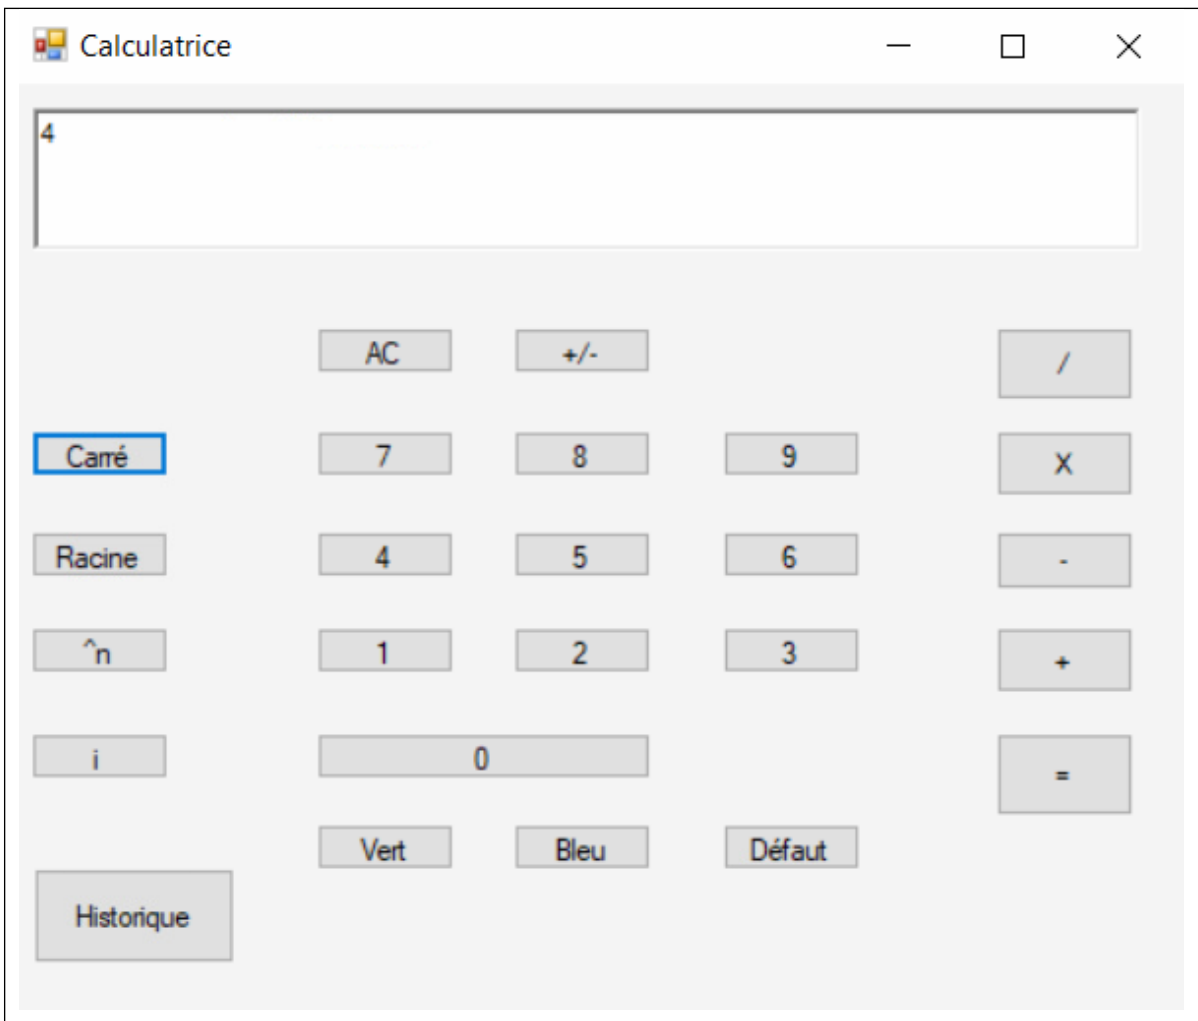 Calculatrice
4
AC +/- /
Carré 7 8 9 X
Racine 4 5 6 -
^n 1 2 3 +
i 0 =
Vert Bleu Défaut
Historique